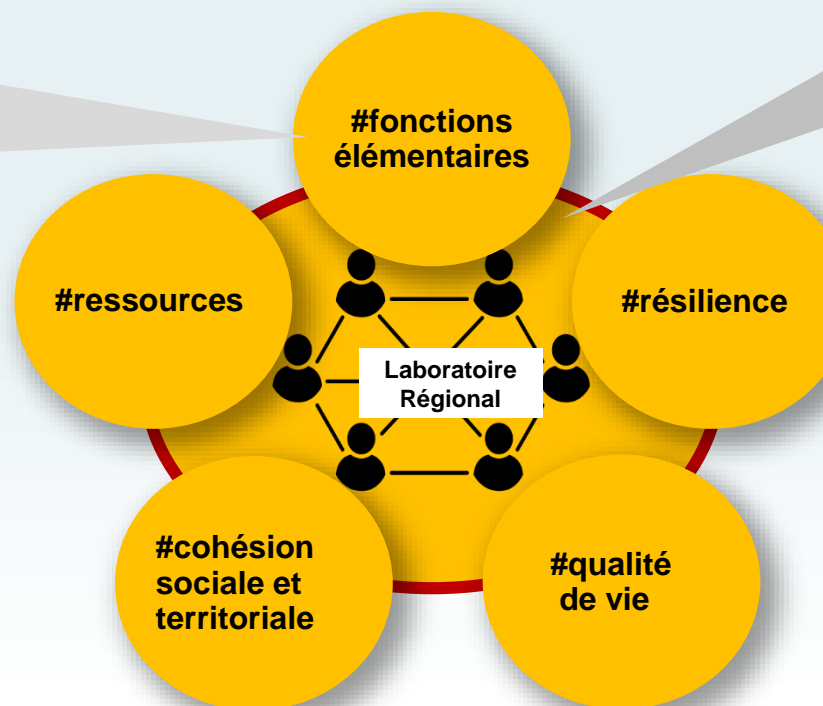 #fonctions
élémentaires
#ressources
#résilience
Laboratoire
Régional
#cohésion
sociale et
territoriale
#qualité
de vie